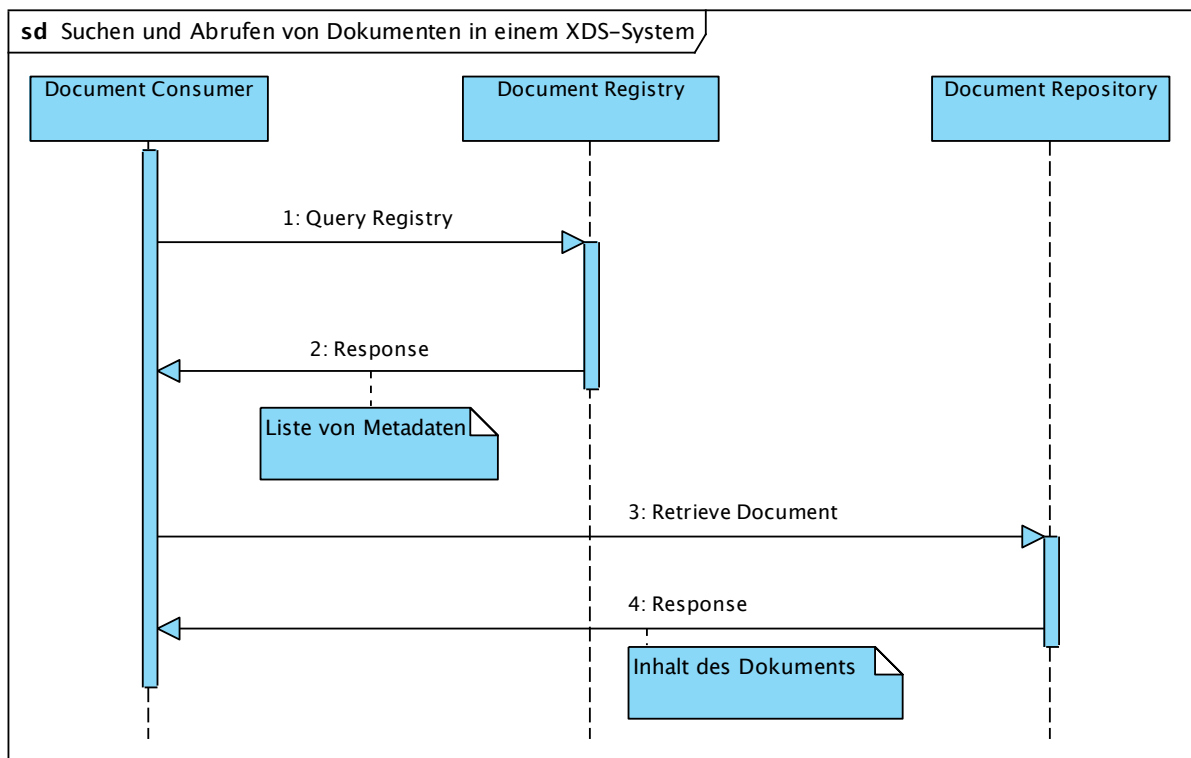 sd Suchen und Abrufen von Dokumenten in einem XDS-System
Document Consumer
Document Registry
Document Repository
1: Query Registry
2: Response
Liste von Metadaten
3: Retrieve Document
4: Response
Inhalt des Dokuments